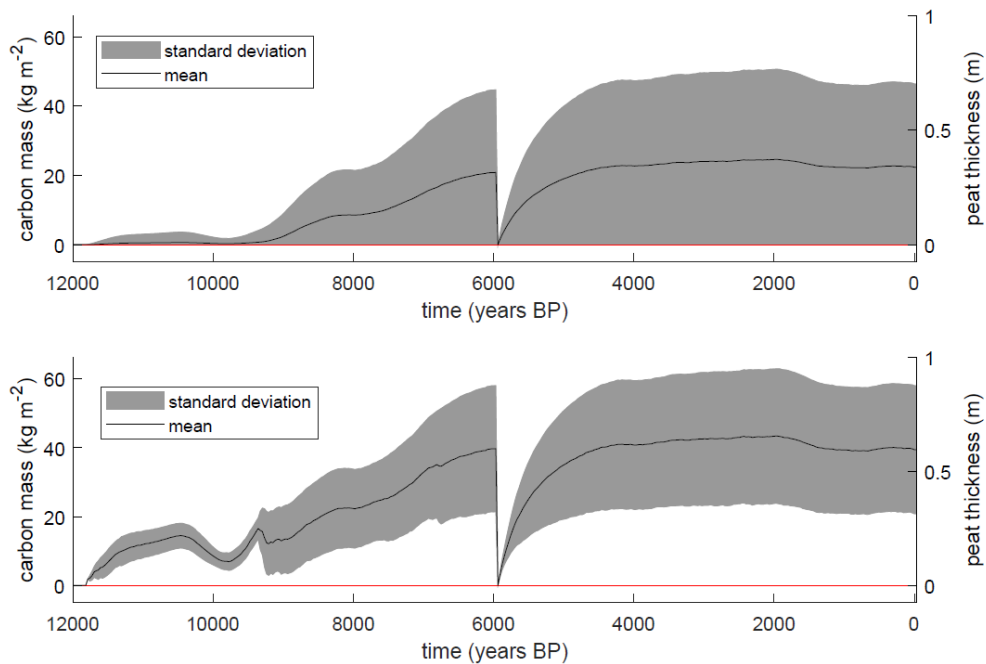 carbon mass (kg m⁻²)
60
40
20
0
standard deviation
mean
1
0.5
0
peat thickness (m)
12000 10000 8000 6000 4000 2000 0
time (years BP)
carbon mass (kg m⁻²)
60
40
20
0
standard deviation
mean
1
0.5
0
peat thickness (m)
12000 10000 8000 6000 4000 2000 0
time (years BP)